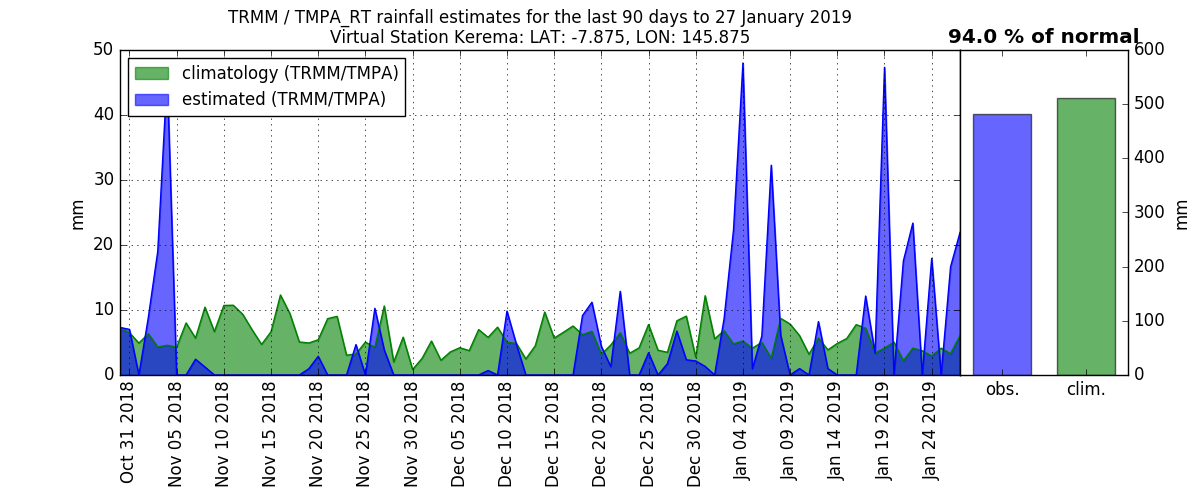 TRMM / TMPA_RT rainfall estimates for the last 90 days to 27 January 2019
Virtual Station Kerema: LAT: -7.875, LON: 145.875
94.0 % of normal
climatology (TRMM/TMPA)
estimated (TRMM/TMPA)
mm
50
40
30
20
10
0
Oct 31 2018
Nov 05 2018
Nov 10 2018
Nov 15 2018
Nov 20 2018
Nov 25 2018
Nov 30 2018
Dec 05 2018
Dec 10 2018
Dec 15 2018
Dec 20 2018
Dec 25 2018
Dec 30 2018
Jan 04 2019
Jan 09 2019
Jan 14 2019
Jan 19 2019
Jan 24 2019
obs.
clim.
600
500
400
300
200
100
0
mm